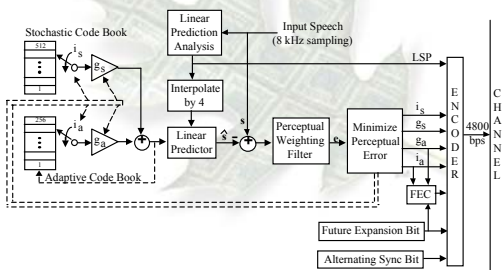 Stochastic Code Book
512
1
i_s
g_s
256
1
i_a
g_a
Adaptive Code Book
Linear
Prediction
Analysis
Interpolate
by 4
Linear
Predictor
Input Speech
(8 kHz sampling)
s
ŝ
Perceptual
Weighting
Filter
e
Minimize
Perceptual
Error
LSP
i_s
g_s
g_a
i_a
FEC
Future Expansion Bit
Alternating Sync Bit
ENCODER
4800
bps
CHANNEL